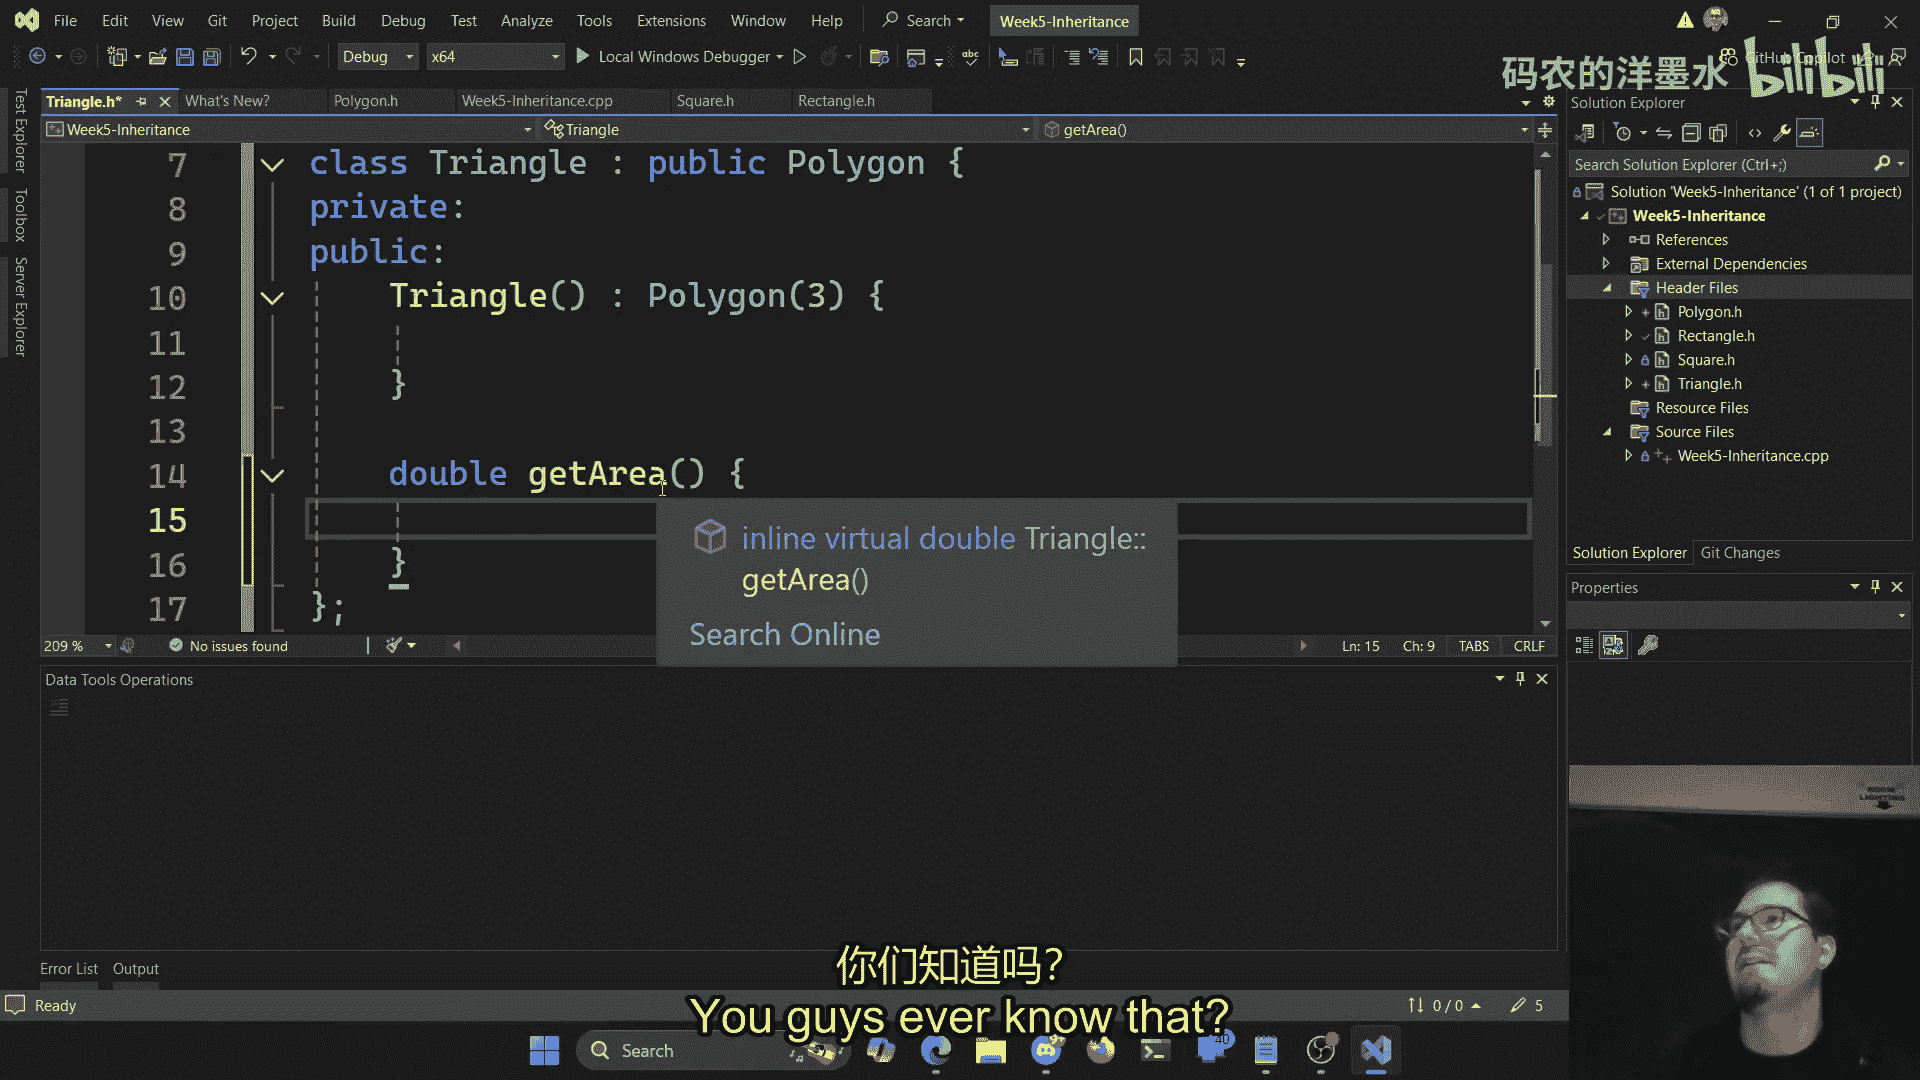 File Edit View Git Project Build Debug Test Analyze Tools Extensions Window Help Search Week5-Inheritance
Debug x64 Local Windows Debugger
码农的洋墨水 bilibili
Triangle.h* What's New? Polygon.h Week5-Inheritance.cpp Square.h Rectangle.h
Week5-Inheritance Triangle getArea()
Test Explorer
Toolbox
Server Explorer
7 class Triangle : public Polygon {
8 private:
9 public:
10 Triangle() : Polygon(3) {
11
12 }
13
14 double getArea() {
15
16 }
17 };
inline virtual double Triangle::
getArea()
Search Online
209 % No issues found Ln: 15 Ch: 9 TABS CRLF
Solution Explorer
Search Solution Explorer (Ctrl+;)
Solution 'Week5-Inheritance' (1 of 1 project)
Week5-Inheritance
References
External Dependencies
Header Files
Polygon.h
Rectangle.h
Square.h
Triangle.h
Resource Files
Source Files
Week5-Inheritance.cpp
Solution Explorer Git Changes
Properties
Data Tools Operations
Error List Output
Ready 0 / 0 5
你们知道吗?
You guys ever know that?
Search